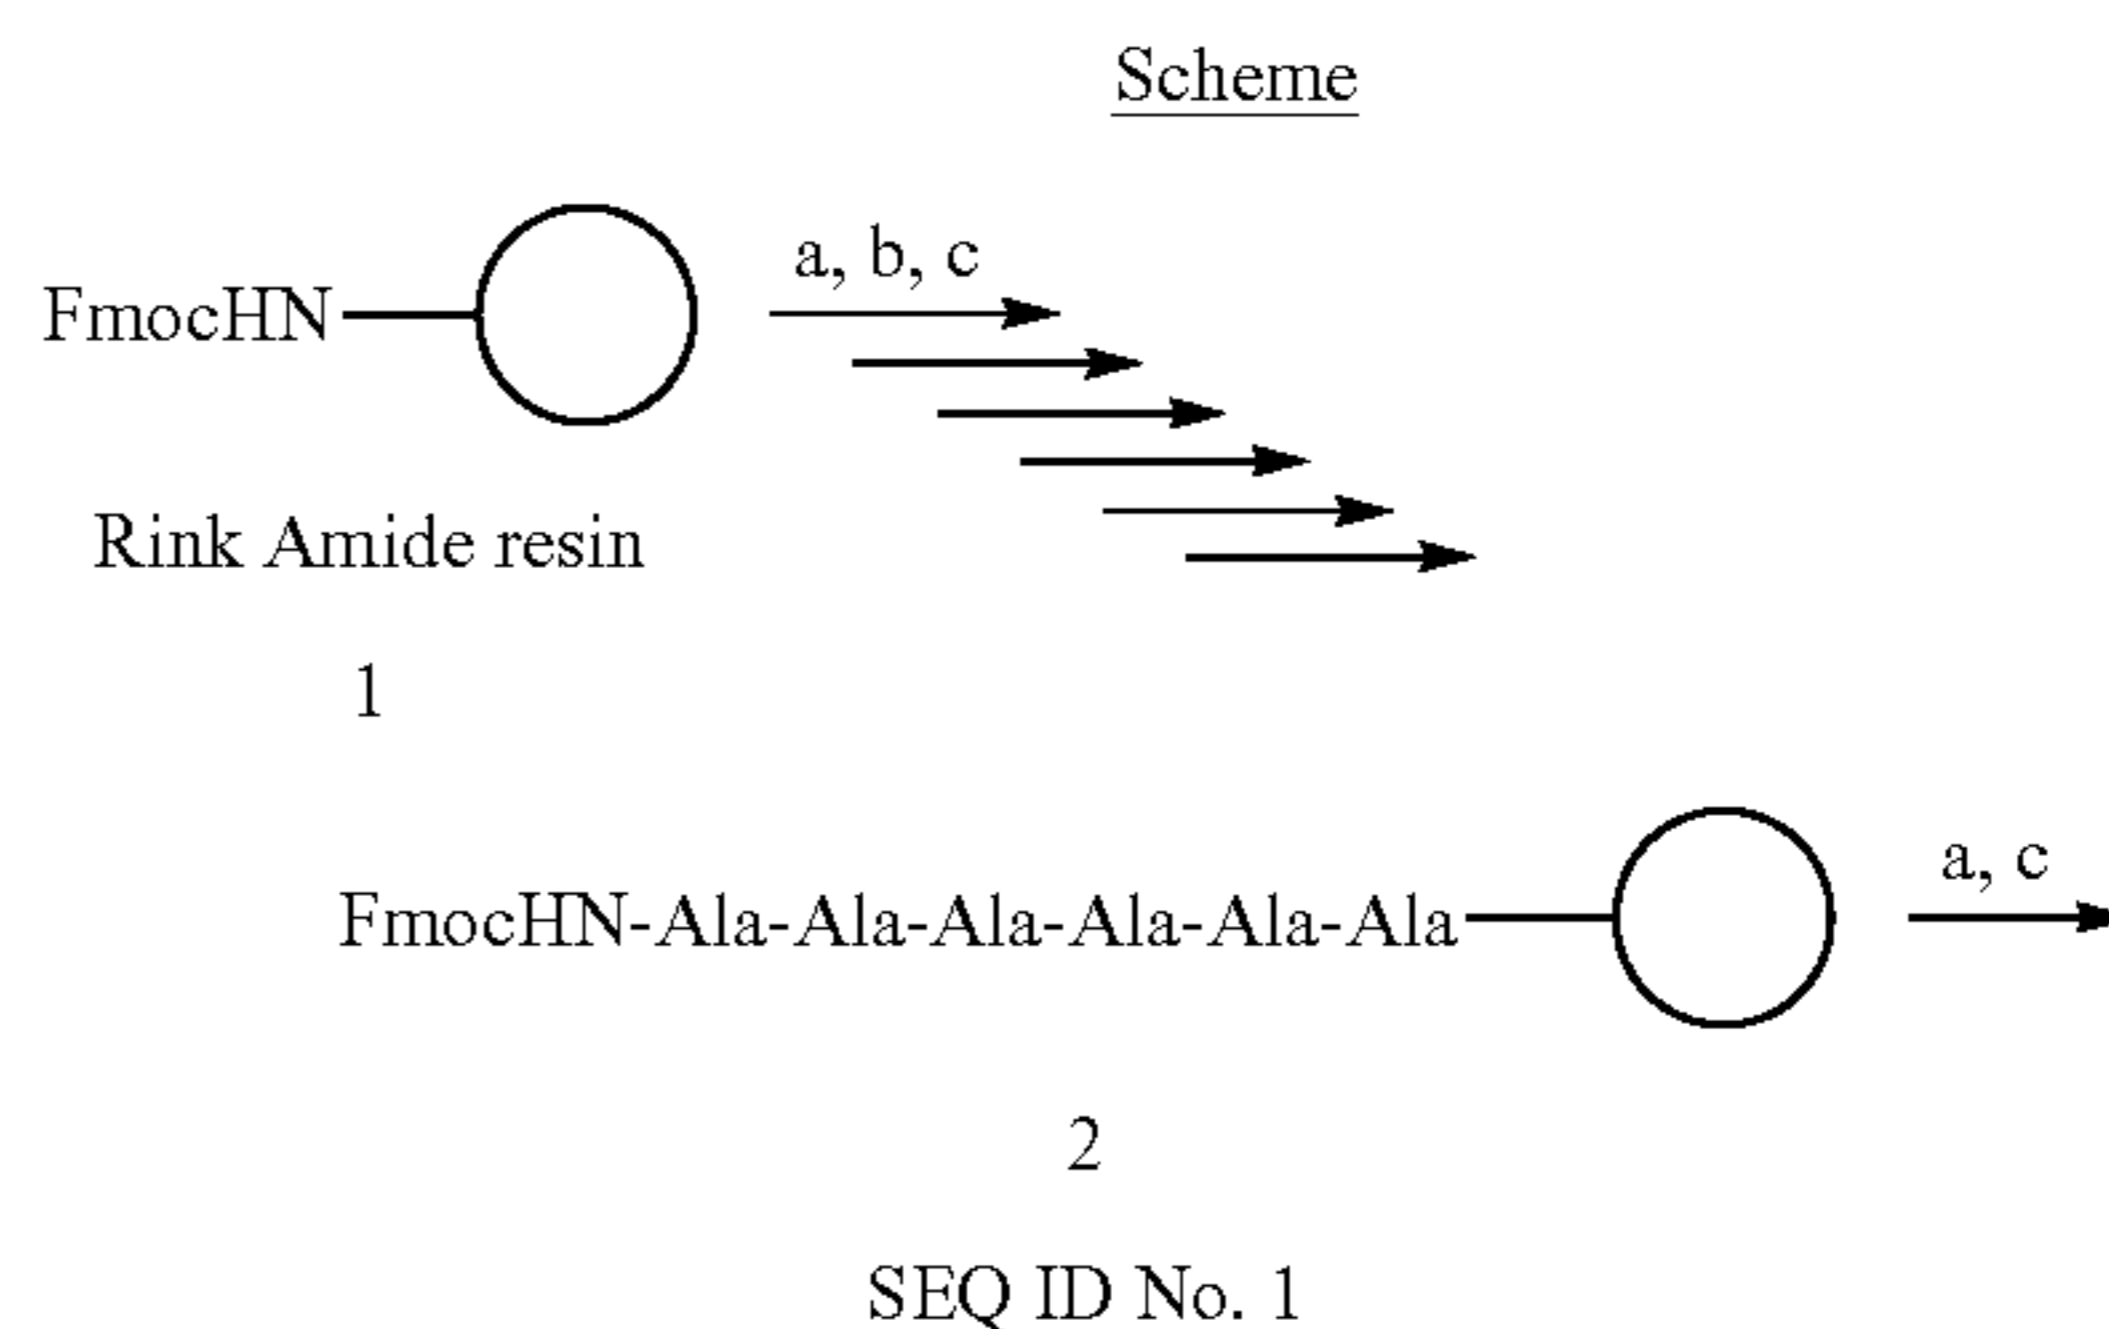 Scheme
a, b, c
FmocHN
Rink Amide resin
1
FmocHN-Ala-Ala-Ala-Ala-Ala-Ala
a, c
2
SEQ ID No. 1